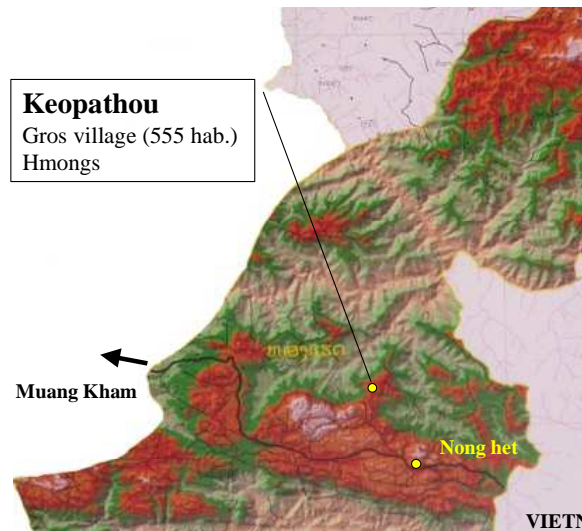 Keopathou
Gros village (555 hab.)
Hmongs
Muang Kham
Nong het
VIETN